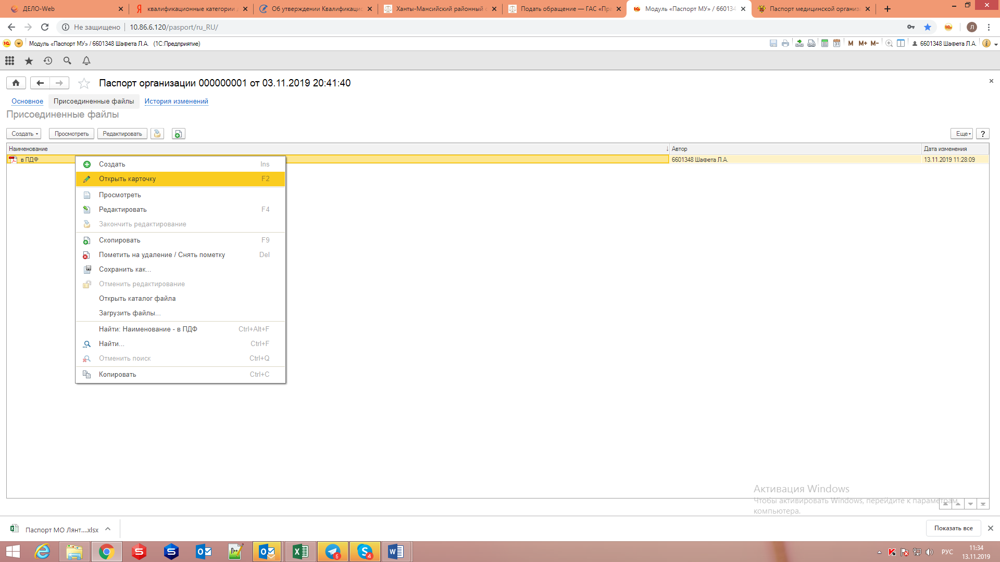 ДЕЛО-Web
квалификационные категории
Об утверждении Квалификацио
Ханты-Мансийский районный
Подать обращение — ГАС «Пра
Модуль «Паспорт МУ» / 66013
Паспорт медицинской организ
Не защищено
10.86.6.120/pasport/ru_RU/
Л
Модуль «Паспорт МУ» / 6601348 Шафета Л.А. (1С:Предприятие)
M M+ M-
6601348 Шафета Л.А.
Паспорт организации 000000001 от 03.11.2019 20:41:40
Основное
Присоединенные файлы
История изменений
Присоединенные файлы
Создать
Просмотреть
Редактировать
Еще
?
Наименование
Автор
Дата изменения
в ПДФ
6601348 Шафета Л.А.
13.11.2019 11:28:09
Создать Ins
Открыть карточку F2
Просмотреть
Редактировать F4
Закончить редактирование
Скопировать F9
Пометить на удаление / Снять пометку Del
Сохранить как...
Отменить редактирование
Открыть каталог файла
Загрузить файлы...
Найти: Наименование - в ПДФ Ctrl+Alt+F
Найти... Ctrl+F
Отменить поиск Ctrl+Q
Копировать Ctrl+C
Активация Windows
Чтобы активировать Windows, перейдите к параметрам
компьютера.
Паспорт МО Лянт....xlsx
Показать все
РУС
11:34
13.11.2019